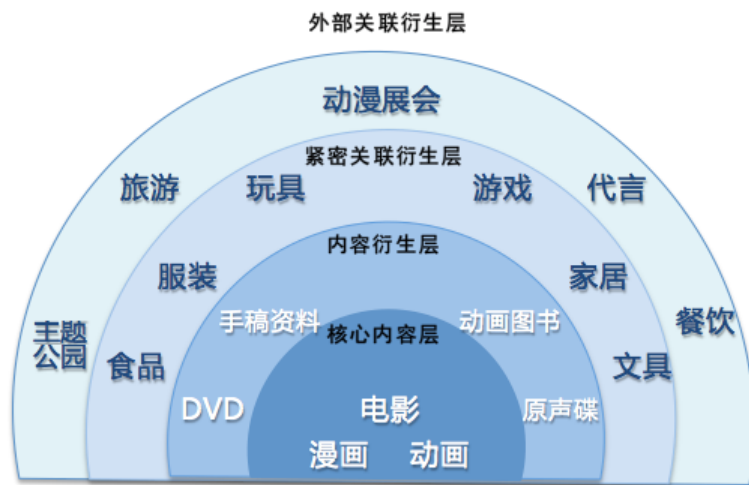 外部关联衍生层
动漫展会
紧密关联衍生层
旅游 玩具 游戏 代言
内容衍生层
服装 家居
手稿资料 动画图书
核心内容层
主题
公园
餐饮
食品 文具
DVD 电影 原声碟
漫画 动画